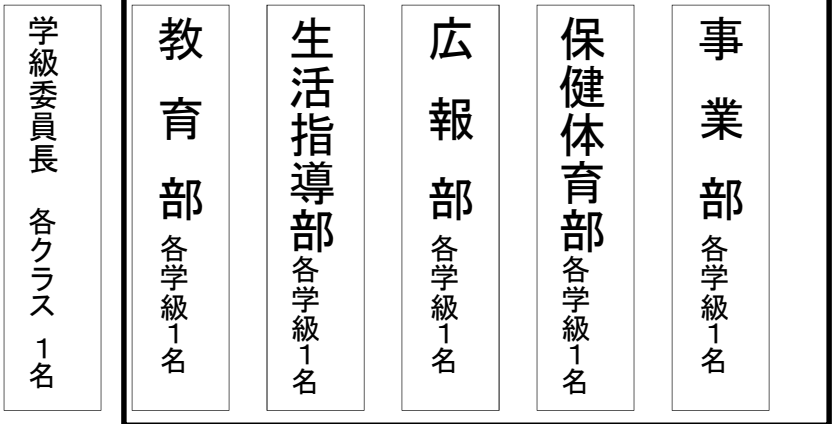 事業部 各学級１名
保健体育部 各学級１名
広報部 各学級１名
生活指導部 各学級１名
教育部 各学級１名
学級委員長 各クラス １名